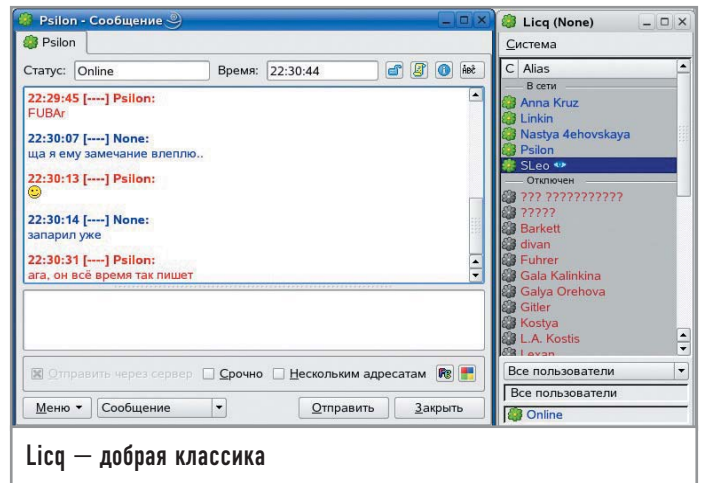 Psilon - Сообщение
Psilon
Статус: Online Время: 22:30:44 Àвč
22:29:45 [----] Psilon:
FUBAr
22:30:07 [----] None:
ща я ему замечание влеплю..
22:30:13 [----] Psilon:
22:30:14 [----] None:
запарил уже
22:30:31 [----] Psilon:
ага, он всё время так пишет
Отправить через сервер Срочно Нескольким адресатам
Меню Сообщение Отправить Закрыть
Licq (None)
Система
C Alias
В сети
Anna Kruz
Linkin
Nastya 4ehovskaya
Psilon
SLeo
Отключен
??? ???????????
?????
Barkett
divan
Fuhrer
Gala Kalinkina
Galya Orehova
Gitler
Kostya
L.A. Kostis
Lexan
Все пользователи
Все пользователи
Online
Licq — добрая классика